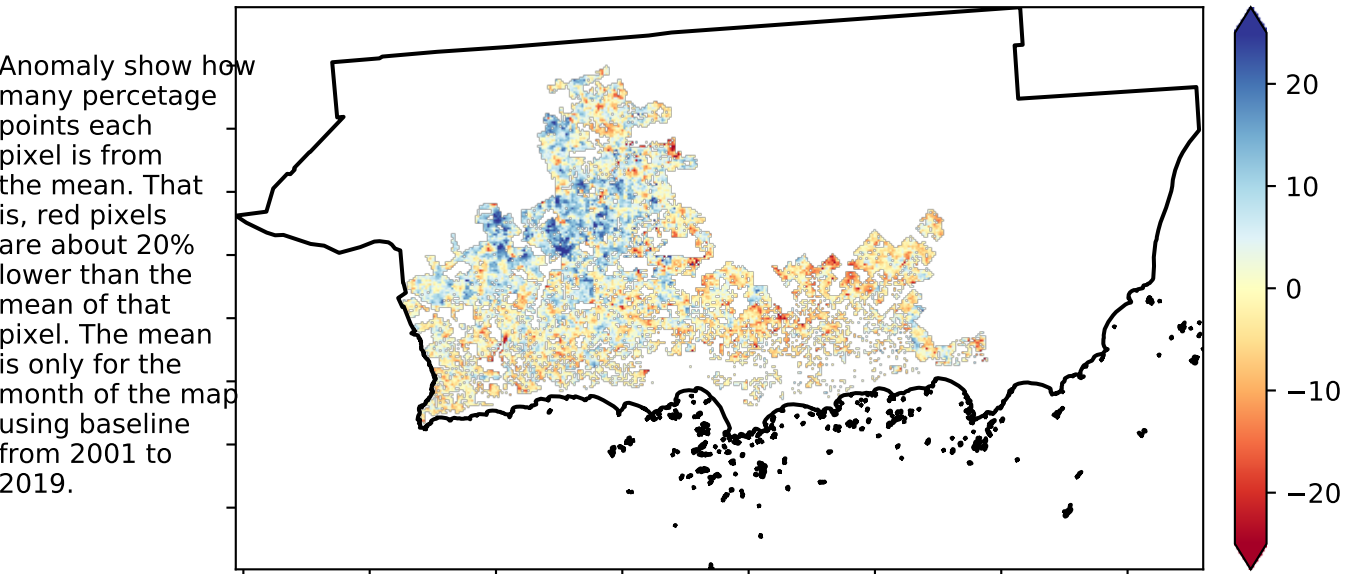 Anomaly show how
many percetage
points each
pixel is from
the mean. That
is, red pixels
are about 20%
lower than the
mean of that
pixel. The mean
is only for the
month of the map
using baseline
from 2001 to
2019.
20
10
0
−10
−20